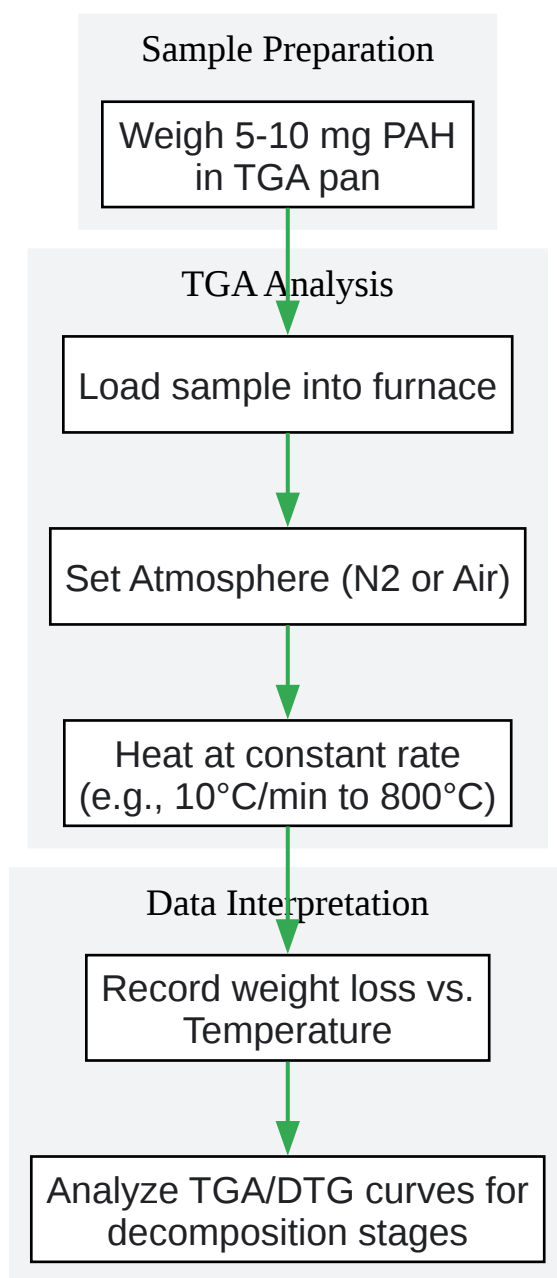 Sample Preparation
Weigh 5-10 mg PAH
in TGA pan
TGA Analysis
Load sample into furnace
Set Atmosphere (N2 or Air)
Heat at constant rate
(e.g., 10°C/min to 800°C)
Data Interpretation
Record weight loss vs.
Temperature
Analyze TGA/DTG curves for
decomposition stages